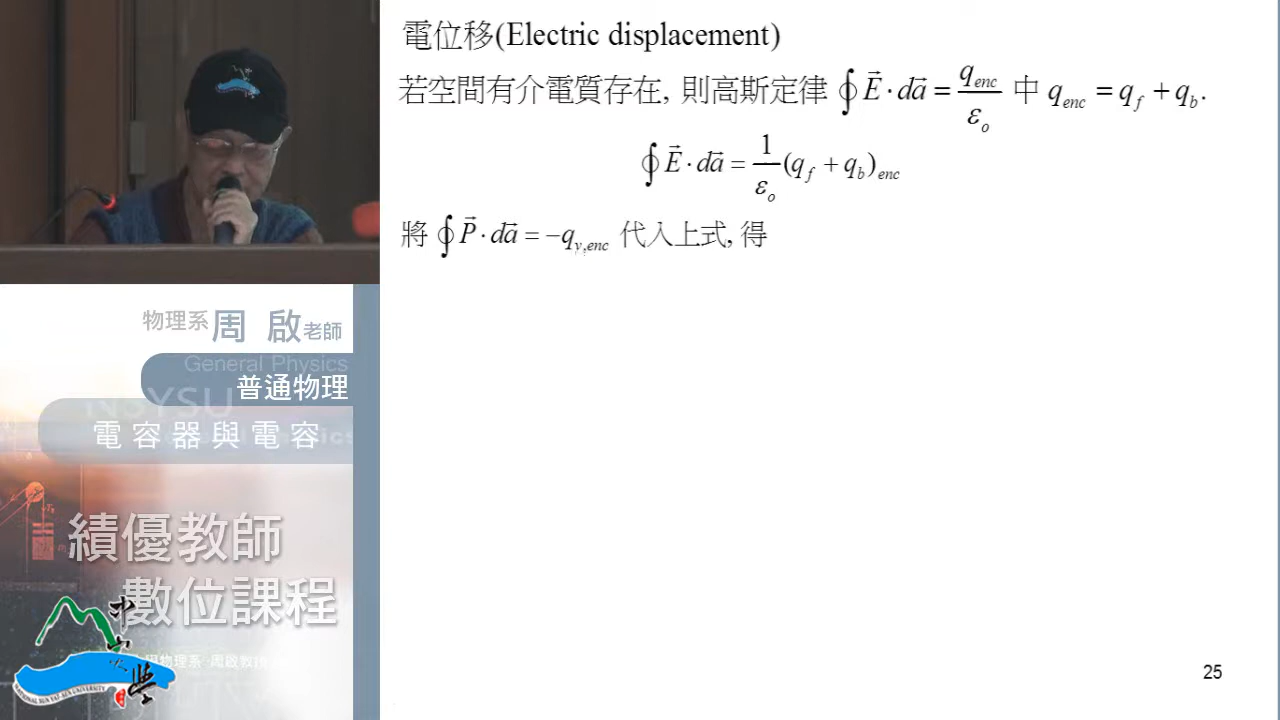 電位移(Electric displacement)
若空間有介電質存在, 則高斯定律 ∮E⃗·da⃗ = q_enc/ε_o 中 q_enc = q_f + q_b.
∮E⃗·da⃗ = 1/ε_o (q_f + q_b)_enc
將 ∮P⃗·da⃗ = −q_y,enc 代入上式, 得
物理系 周 啟 老師
General Physics
普通物理
NSYSU
電容器與電容
績優教師
數位課程
25